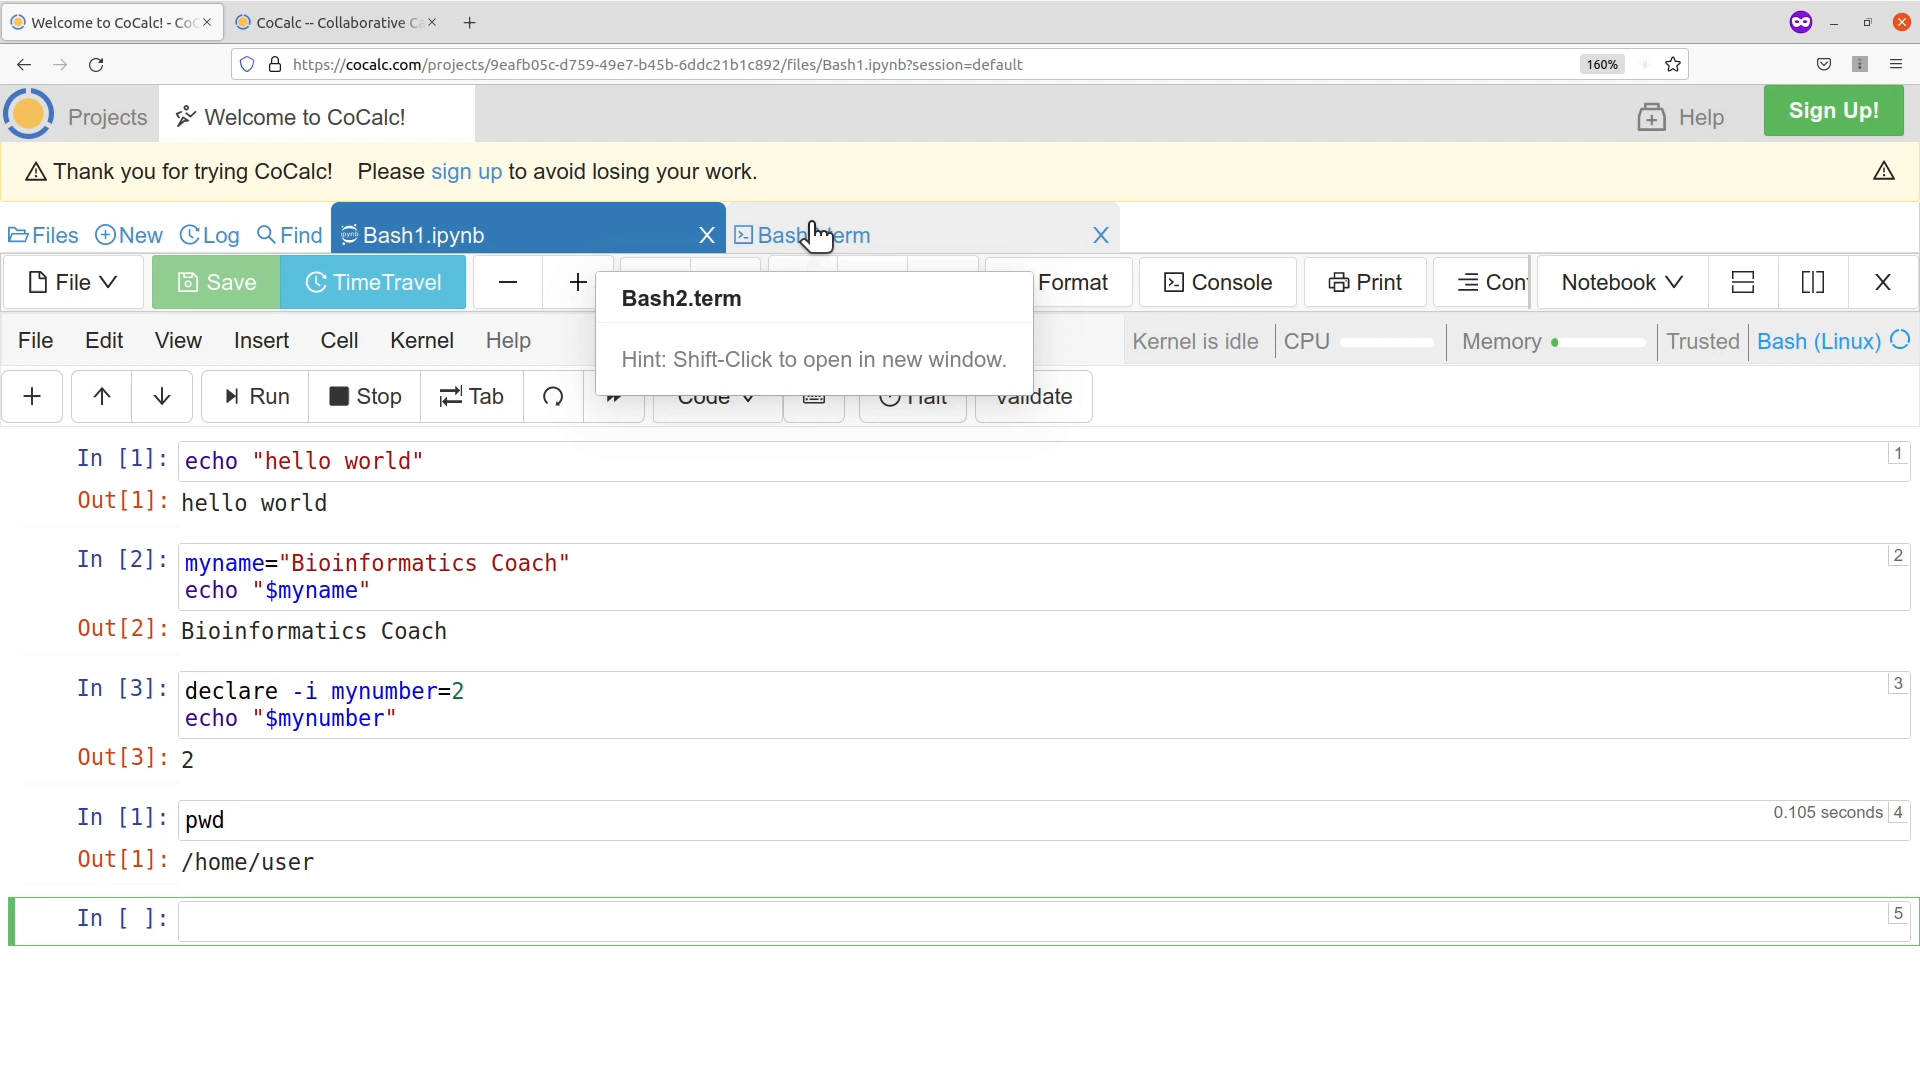 Welcome to CoCalc! - CoC
CoCalc -- Collaborative Ca
https://cocalc.com/projects/9eafb05c-d759-49e7-b45b-6ddc21b1c892/files/Bash1.ipynb?session=default
160%
Projects
Welcome to CoCalc!
Help
Sign Up!
Thank you for trying CoCalc! Please sign up to avoid losing your work.
Files
New
Log
Find
Bash1.ipynb X
X
File
Save
TimeTravel
Format
Console
Print
Con
Notebook
X
Bash2.term
Hint: Shift-Click to open in new window.
File Edit View Insert Cell Kernel Help
Kernel is idle CPU Memory Trusted Bash (Linux)
Run Stop Tab Code Halt Validate
In [1]: echo "hello world" 1
Out[1]: hello world
In [2]: myname="Bioinformatics Coach" 2
echo "$myname"
Out[2]: Bioinformatics Coach
In [3]: declare -i mynumber=2 3
echo "$mynumber"
Out[3]: 2
In [1]: pwd 0.105 seconds 4
Out[1]: /home/user
In [ ]: 5